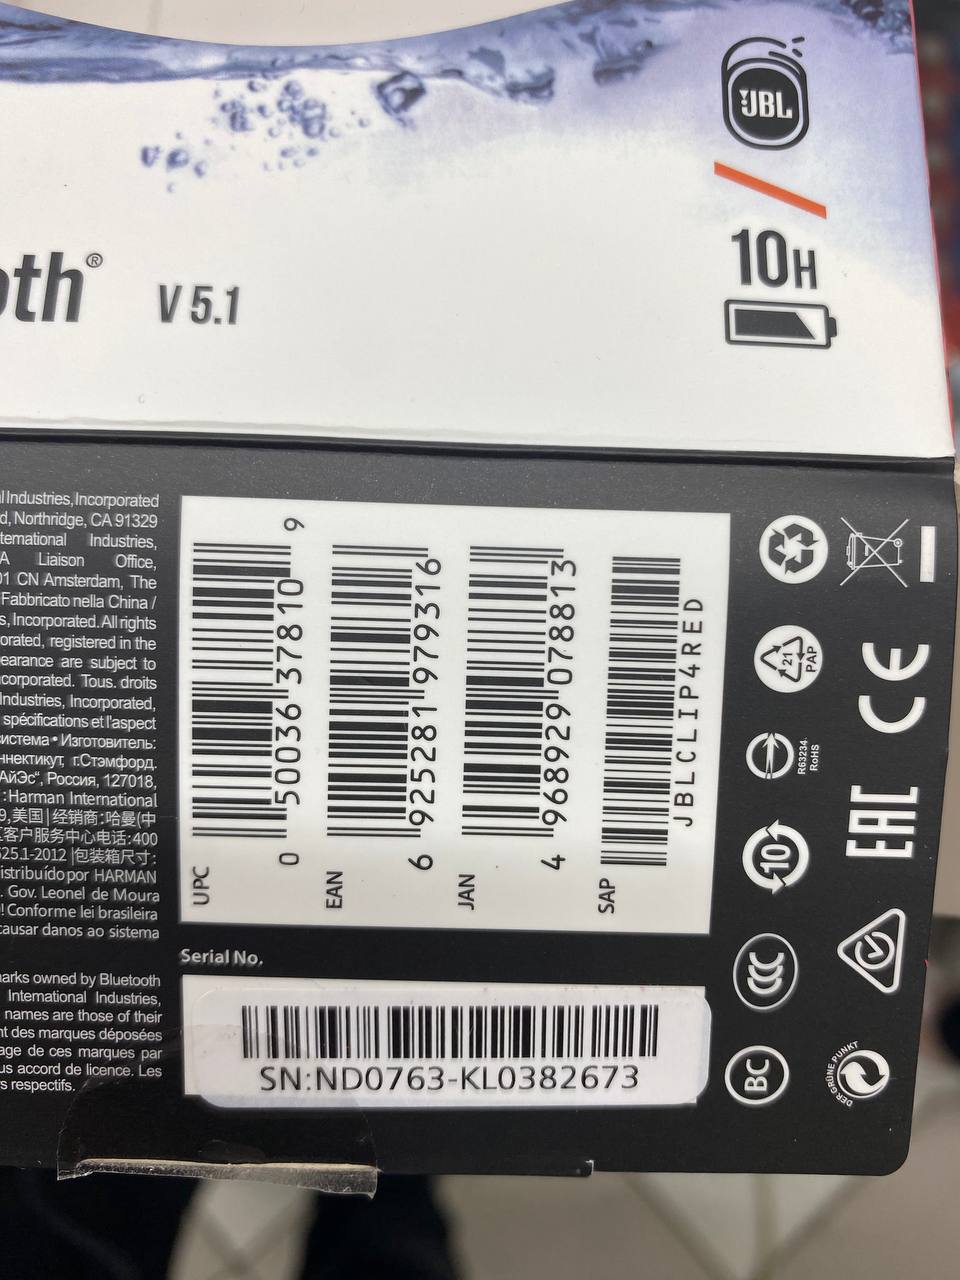 JBL
10H
oth® V 5.1
l Industries, Incorporated
d, Northridge, CA 91329
ternational Industries,
A Liaison Office,
01 CN Amsterdam, The
Fabbricato nella China /
s, Incorporated. All rights
orated, registered in the
earance are subject to
corporated. Tous. droits
Industries, Incorporated,
spécifications et l'aspect
истема • Изготовитель:
ннектикут, г.Стэмфорд,
АйЭс“, Россия, 127018,
: Harman International
9,美国|经销商:哈曼(中
客户服务中心电话:400
525.1-2012 |包装箱尺寸:
istribuído por HARMAN
. Gov. Leonel de Moura
! Conforme lei brasileira
causar danos ao sistema
arks owned by Bluetooth
International Industries,
names are those of their
nt des marques déposées
age de ces marques par
us accord de licence. Les
s respectifs.
UPC
0 50036 37810 9
EAN
6 925281 979316
JAN
4 968929 078813
SAP
JBLCLIP4RED
Serial No.
SN:ND0763-KL0382673
21
PAP
R63234.
RoHS
10
CCC
BC
CE
EAC
DER GRÜNE PUNKT